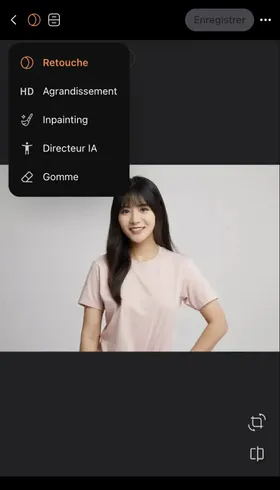 Enregistrer
Retouche
HD Agrandissement
Inpainting
Directeur IA
Gomme